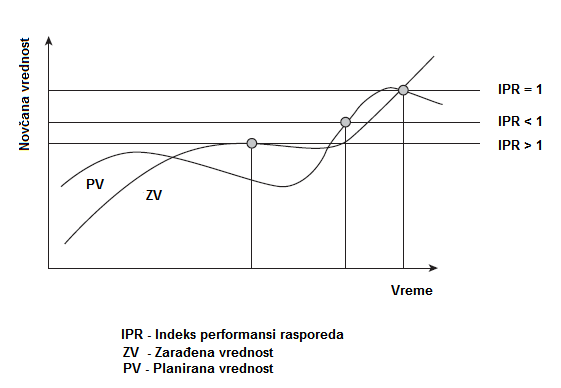 Novčana vrednost
IPR = 1
IPR < 1
IPR > 1
PV
ZV
Vreme
IPR - Indeks performansi rasporeda
ZV - Zarađena vrednost
PV - Planirana vrednost